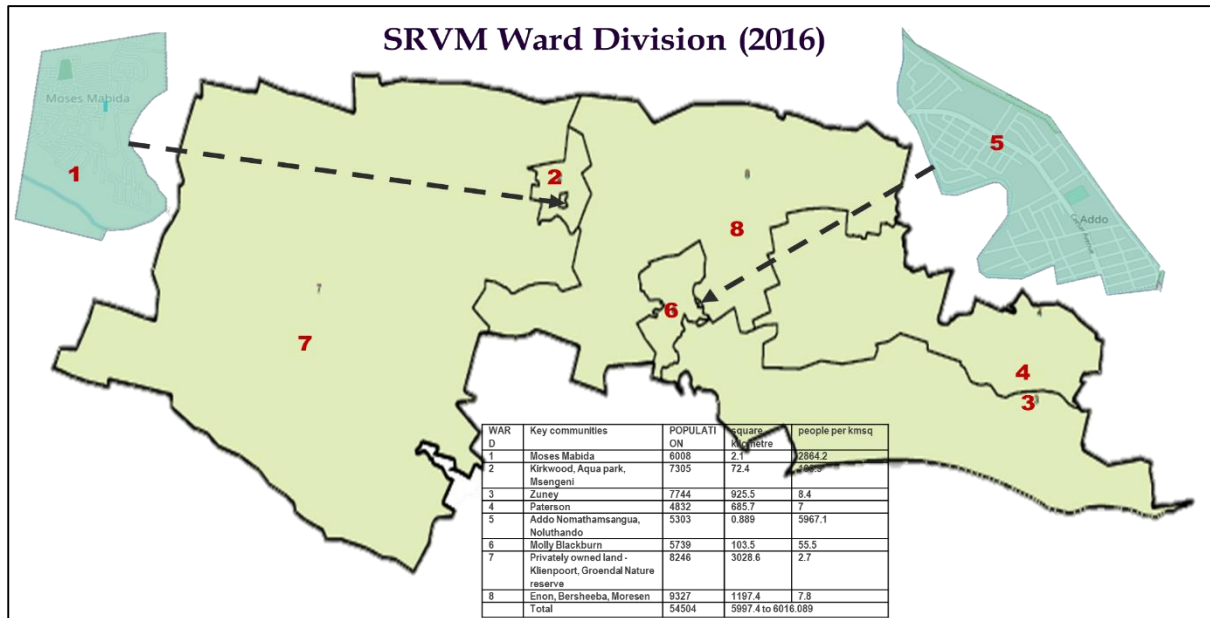 SRVM Ward Division (2016)
Moses Mabida
1
5
Addo
2
8
8
7
7
6
4
4
3
WAR
D
Key communities
POPULATI
ON
square
kilometre
people per kmsq
1 Moses Mabida 6008 2.1 2864.2
2 Kirkwood, Aqua park, 7305 72.4
Msengeni
3 Zuney 7744 925.5 8.4
4 Paterson 4832 685.7 7
5 Addo Nomathamsangua, 5303 0.889 5967.1
Noluthando
6 Molly Blackburn 5739 103.5 55.5
7 Privately owned land - 8246 3028.6 2.7
Klienpoort, Groendal Nature
reserve
8 Enon, Bersheeba, Moresen 9327 1197.4 7.8
Total 54504 5997.4 to 6016.089